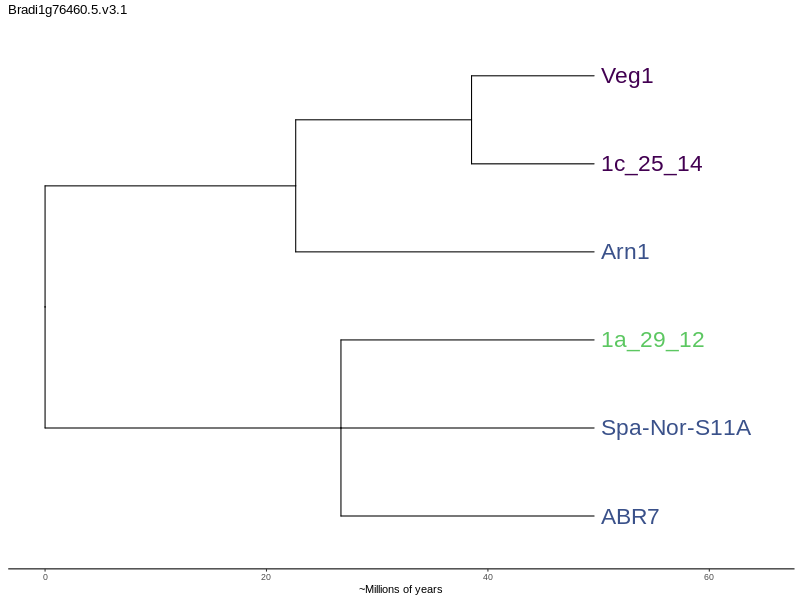 Bradi1g76460.5.v3.1
Veg1
1c_25_14
Arn1
1a_29_12
Spa-Nor-S11A
ABR7
0 20 40 60
~Millions of years